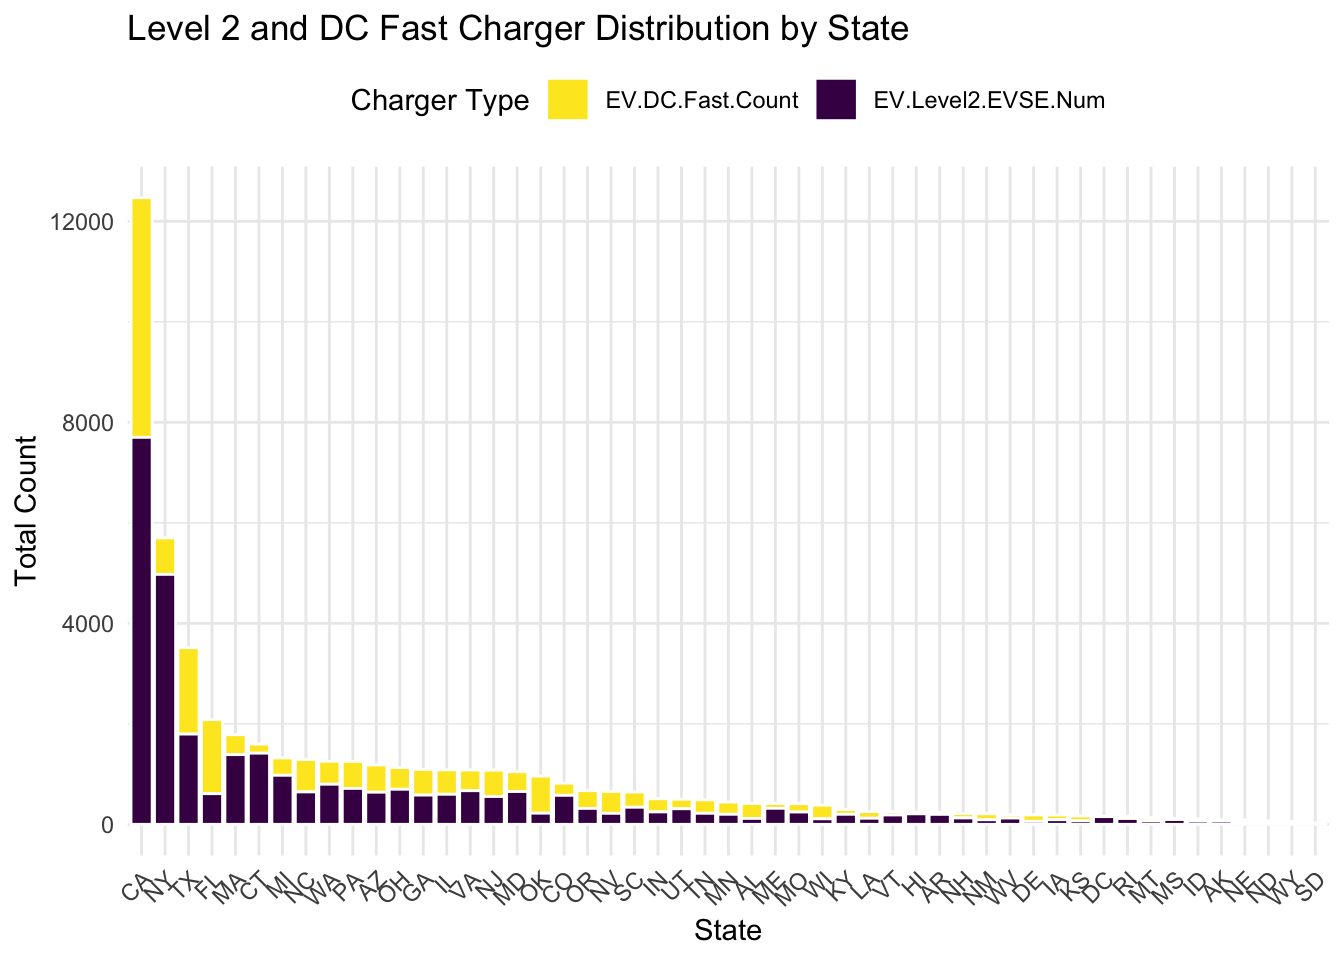 Level 2 and DC Fast Charger Distribution by State
Charger Type EV.DC.Fast.Count EV.Level2.EVSE.Num
12000
8000
4000
0
Total Count
CA NY TX FL MA CT MI NC WA PA AZ OH GA IL VA NJ MD OK CO OR NV SC IN UT TN MN AL ME MO WI KY LA VT HI AR NH NM WV DE IA KS DC RI MT MS ID AK NE ND WY SD
State